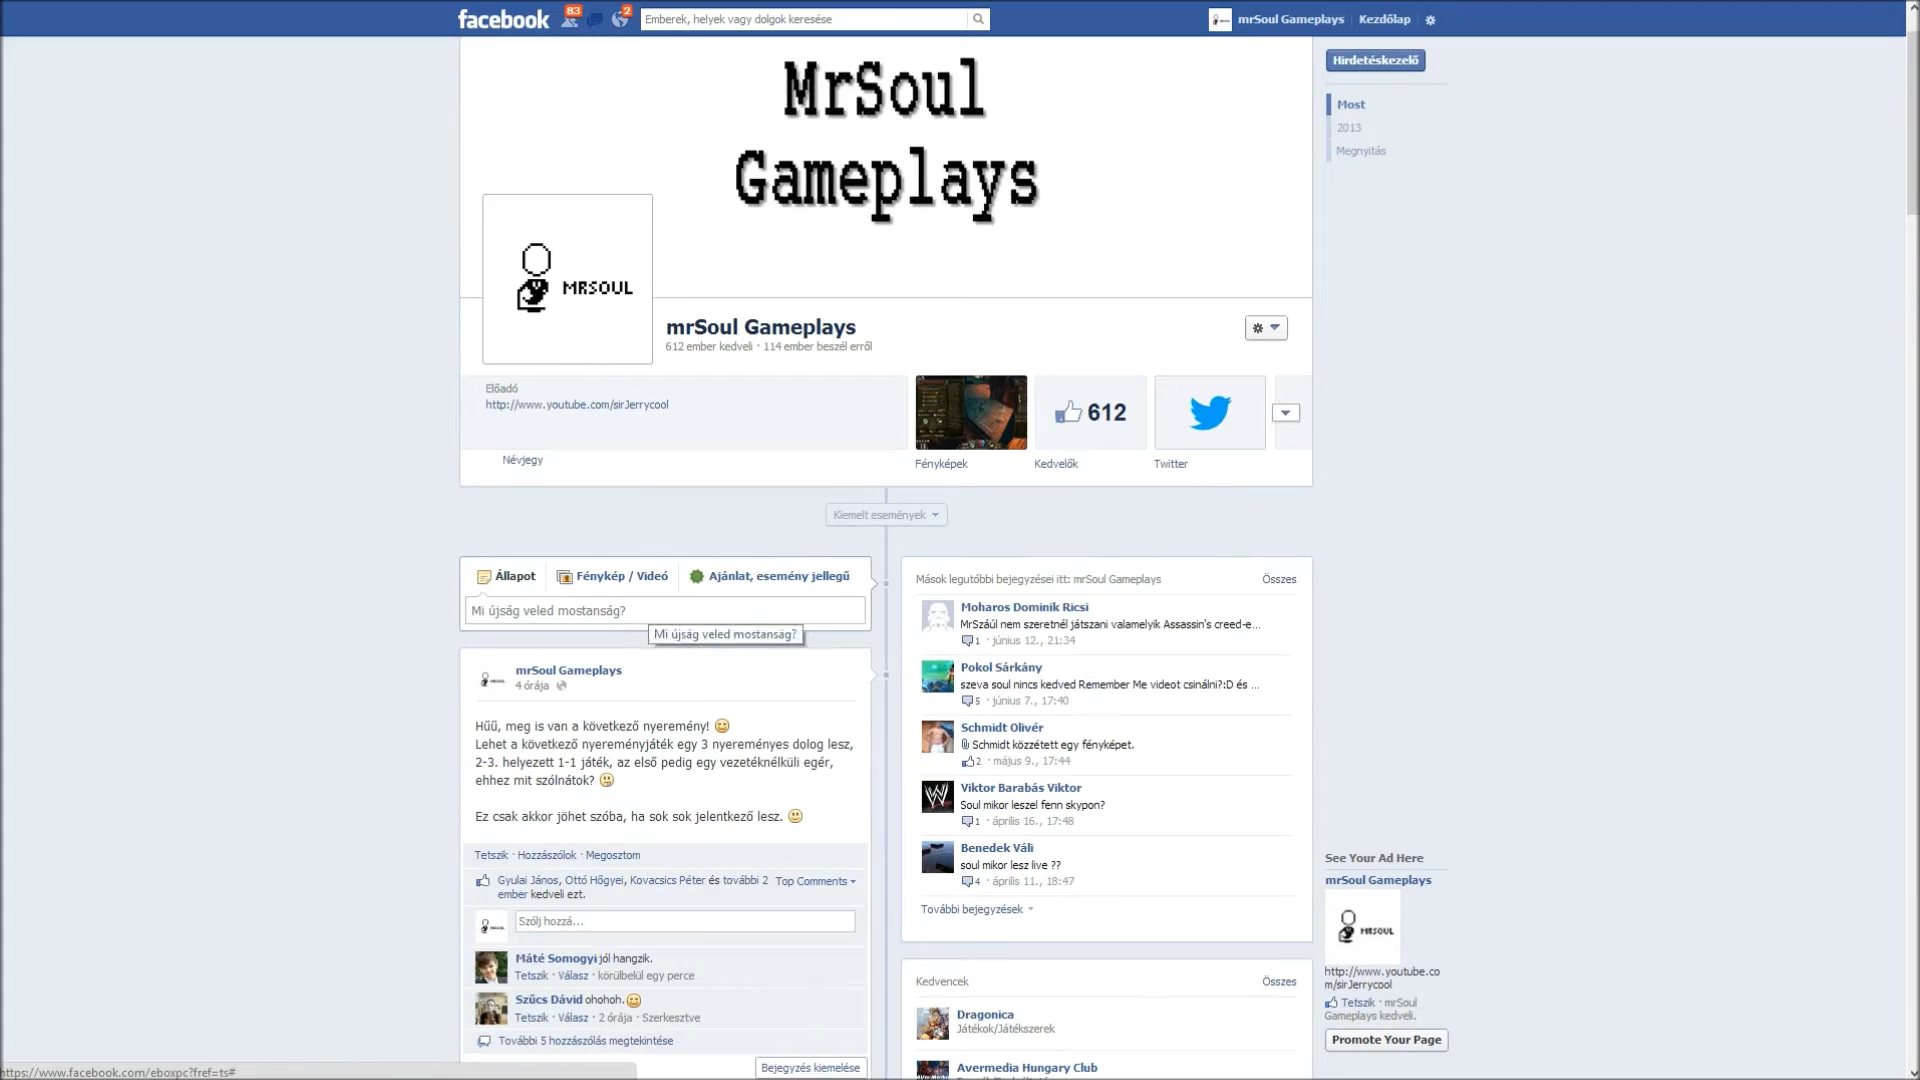 facebook
83
2
Emberek, helyek vagy dolgok keresése
mrSoul Gameplays
Kezdőlap
MrSoul
Gameplays
MRSOUL
mrSoul Gameplays
612 ember kedveli · 114 ember beszél erről
Előadó
http://www.youtube.com/sirJerrycool
Névjegy
612
Fényképek
Kedvelők
Twitter
Kiemelt események
Hirdetéskezelő
Most
2013
Megnyitás
Állapot
Fénykép / Videó
Ajánlat, esemény jellegű
Mi újság veled mostanság?
Mi újság veled mostanság?
mrSoul Gameplays
4 órája
Hűű, meg is van a következő nyeremény!
Lehet a következő nyereményjáték egy 3 nyereményes dolog lesz,
2-3. helyezett 1-1 játék, az első pedig egy vezetéknélküli egér,
ehhez mit szólnátok?
Ez csak akkor jöhet szóba, ha sok sok jelentkező lesz.
Tetszik · Hozzászólok · Megosztom
Gyulai János, Ottó Hőgyei, Kovacsics Péter és további 2
ember kedveli ezt.
Top Comments
Szólj hozzá...
Máté Somogyi jól hangzik.
Tetszik · Válasz · körülbelül egy perce
Szűcs Dávid ohohoh.
Tetszik · Válasz · 2 órája · Szerkesztve
További 5 hozzászólás megtekintése
Bejegyzés kiemelése
Mások legutóbbi bejegyzései itt: mrSoul Gameplays
Összes
Moharos Dominik Ricsi
MrSzáúl nem szeretnél játszani valamelyik Assassin's creed-e...
1 · június 12., 21:34
Pokol Sárkány
szeva soul nincs kedved Remember Me videot csinálni?:D és ...
5 · június 7., 17:40
Schmidt Olivér
Schmidt közzétett egy fényképet.
2 · május 9., 17:44
Viktor Barabás Viktor
Soul mikor leszel fenn skypon?
1 · április 16., 17:48
Benedek Váli
soul mikor lesz live ??
4 · április 11., 18:47
További bejegyzések
Kedvencek
Összes
Dragonica
Játékok/Játékszerek
Avermedia Hungary Club
See Your Ad Here
mrSoul Gameplays
MRSOUL
http://www.youtube.co
m/sirJerrycool
Tetszik · mrSoul
Gameplays kedveli.
Promote Your Page
https://www.facebook.com/eboxpc?fref=ts#